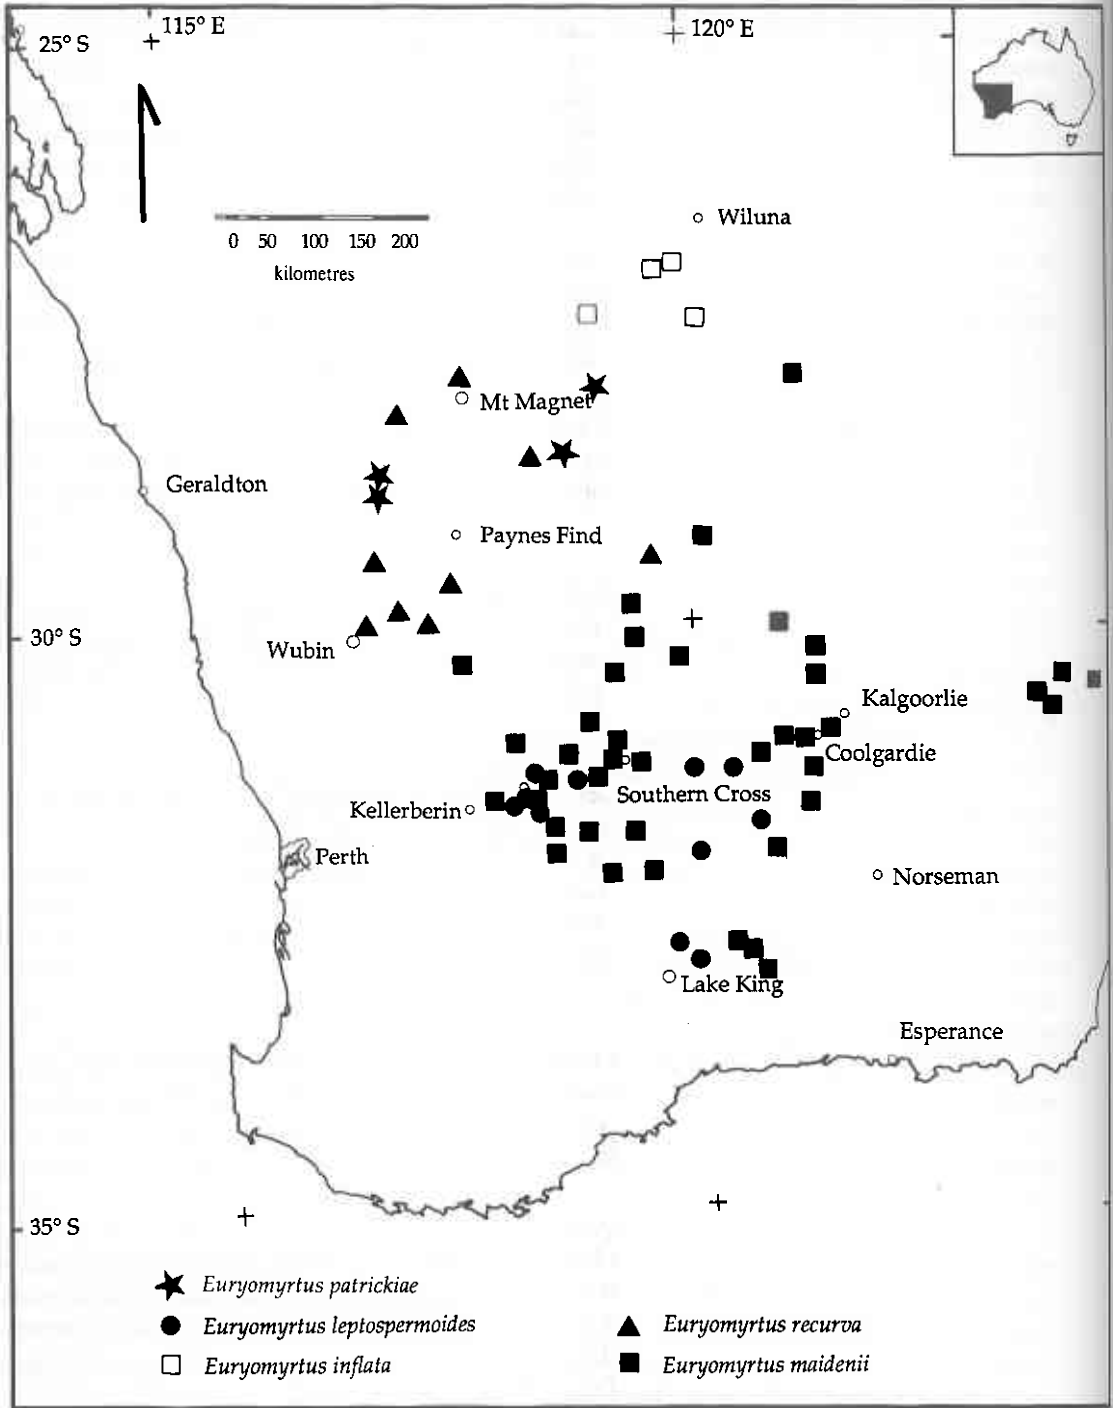 115° E
120° E
25° S
Wiluna
0 50 100 150 200
kilometres
Mt Magnet
Geraldton
Paynes Find
30° S
Wubin
Kalgoorlie
Coolgardie
Southern Cross
Kellerberin
Perth
Norseman
Lake King
Esperance
35° S
Euryomyrtus patrickiae
Euryomyrtus leptospermoides
Euryomyrtus recurva
Euryomyrtus inflata
Euryomyrtus maidenii